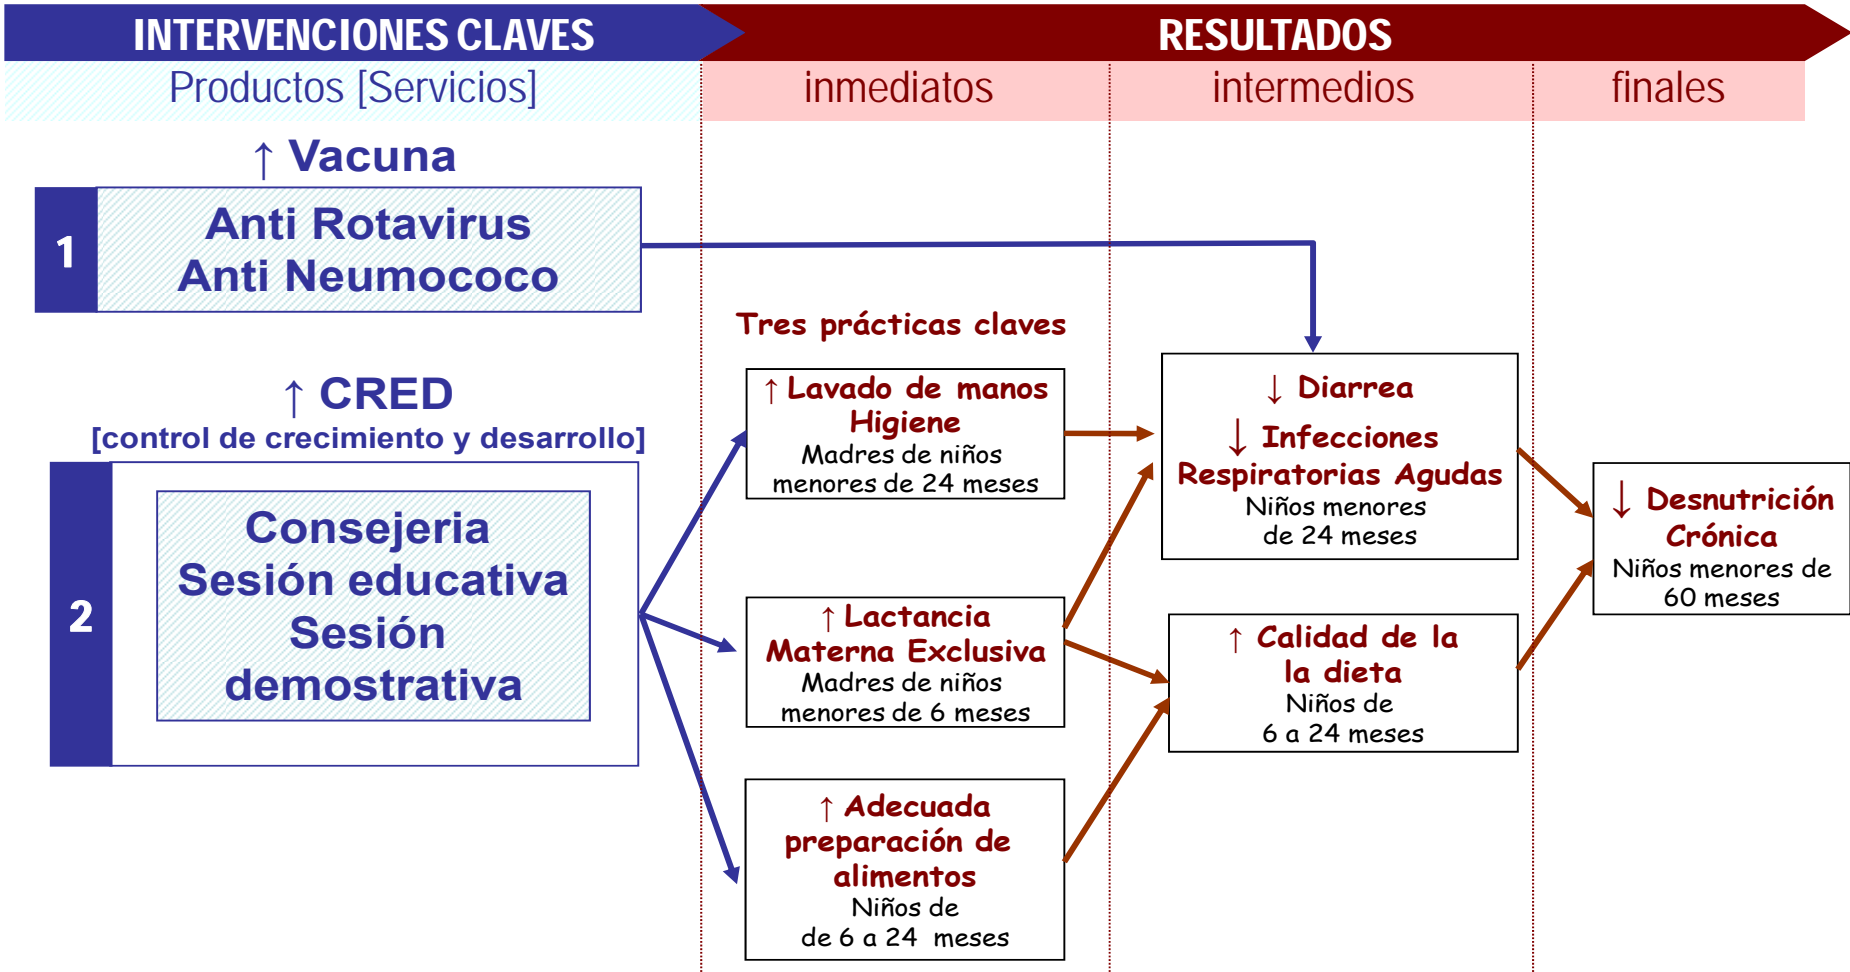 INTERVENCIONES CLAVES
RESULTADOS
Productos [Servicios]
inmediatos
intermedios
finales
↑ Vacuna
1
Anti Rotavirus
Anti Neumococo
↑ CRED
[control de crecimiento y desarrollo]
2
Consejeria
Sesión educativa
Sesión
demostrativa
Tres prácticas claves
↑ Lavado de manos
Higiene
Madres de niños
menores de 24 meses
↑ Lactancia
Materna Exclusiva
Madres de niños
menores de 6 meses
↑ Adecuada
preparación de
alimentos
Niños de
de 6 a 24 meses
↓ Diarrea
↓ Infecciones
Respiratorias Agudas
Niños menores
de 24 meses
↑ Calidad de la
la dieta
Niños de
6 a 24 meses
↓ Desnutrición
Crónica
Niños menores de
60 meses